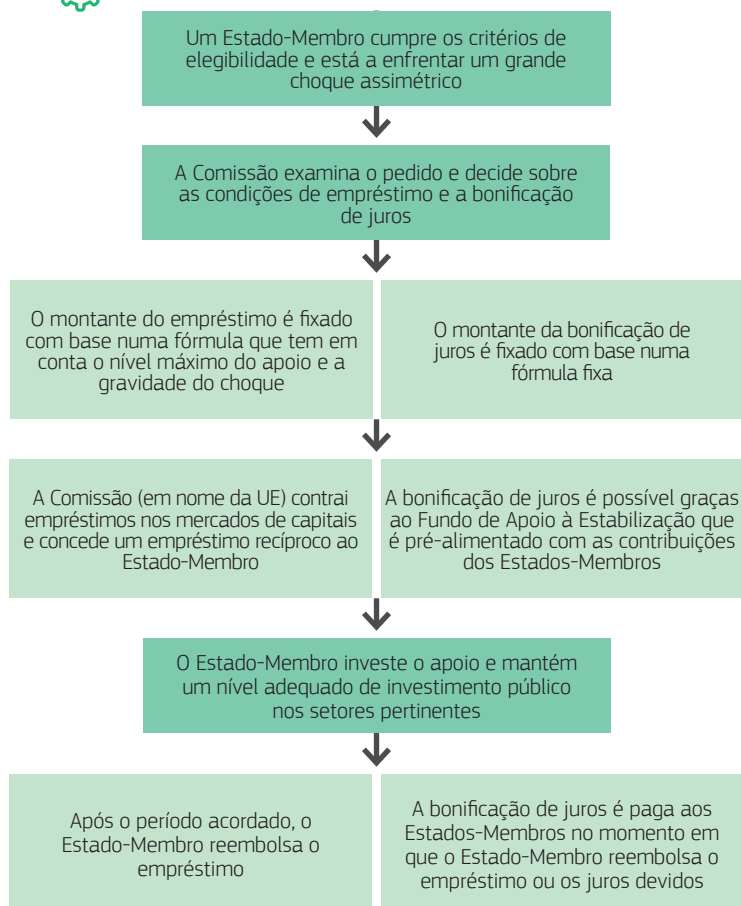 Um Estado-Membro cumpre os critérios de
elegibilidade e está a enfrentar um grande
choque assimétrico
A Comissão examina o pedido e decide sobre
as condições de empréstimo e a bonificação
de juros
O montante do empréstimo é fixado
com base numa fórmula que tem em
conta o nível máximo do apoio e a
gravidade do choque
O montante da bonificação de
juros é fixado com base numa
fórmula fixa
A Comissão (em nome da UE) contrai
empréstimos nos mercados de capitais
e concede um empréstimo recíproco ao
Estado-Membro
A bonificação de juros é possível graças
ao Fundo de Apoio à Estabilização que
é pré-alimentado com as contribuições
dos Estados-Membros
O Estado-Membro investe o apoio e mantém
um nível adequado de investimento público
nos setores pertinentes
Após o período acordado, o
Estado-Membro reembolsa o
empréstimo
A bonificação de juros é paga aos
Estados-Membros no momento em
que o Estado-Membro reembolsa o
empréstimo ou os juros devidos